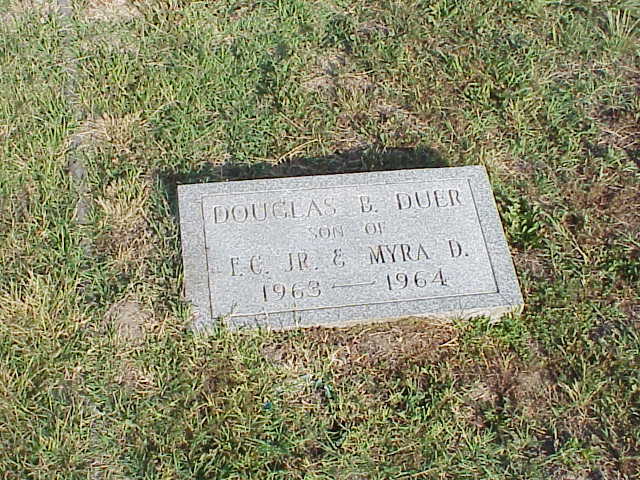 DOUGLAS B. DUER
SON OF
F.C. JR. & MYRA D.
1963 — 1964